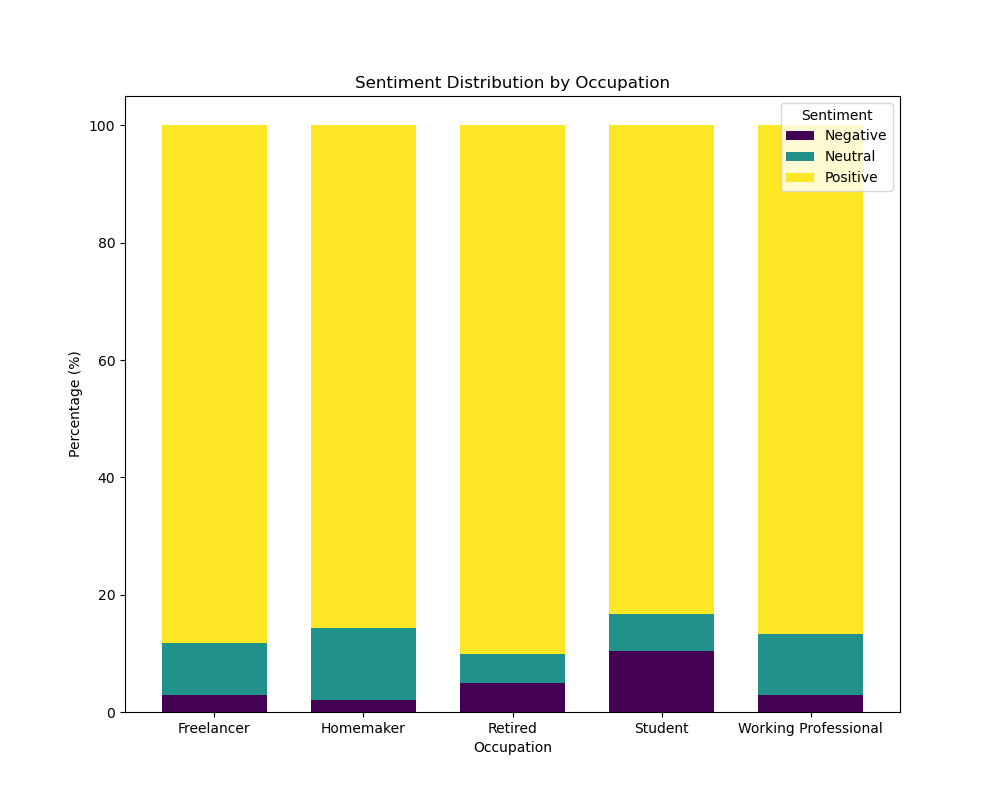 Sentiment Distribution by Occupation
Sentiment
Negative
Neutral
Positive
100
80
60
40
20
0
Percentage (%)
Freelancer Homemaker Retired Student Working Professional
Occupation